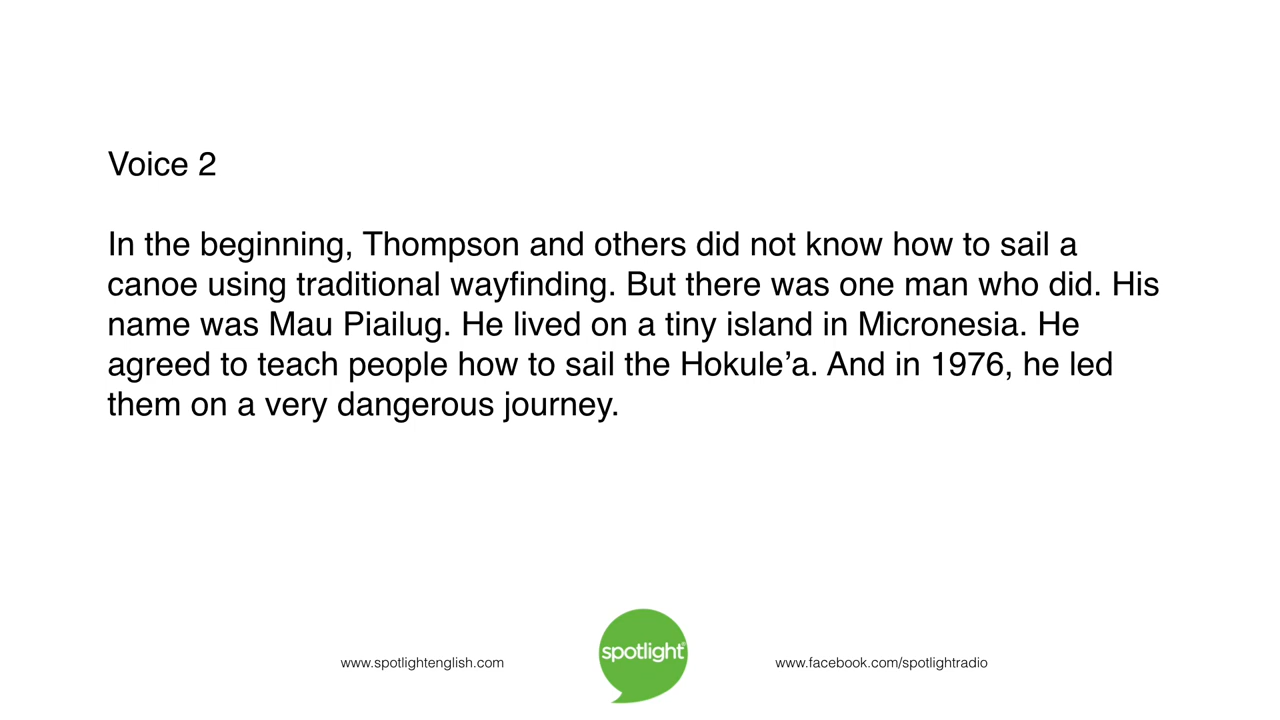 Voice 2
In the beginning, Thompson and others did not know how to sail a
canoe using traditional wayfinding. But there was one man who did. His
name was Mau Piailug. He lived on a tiny island in Micronesia. He
agreed to teach people how to sail the Hokule’a. And in 1976, he led
them on a very dangerous journey.
www.spotlightenglish.com
spotlight®
www.facebook.com/spotlightradio